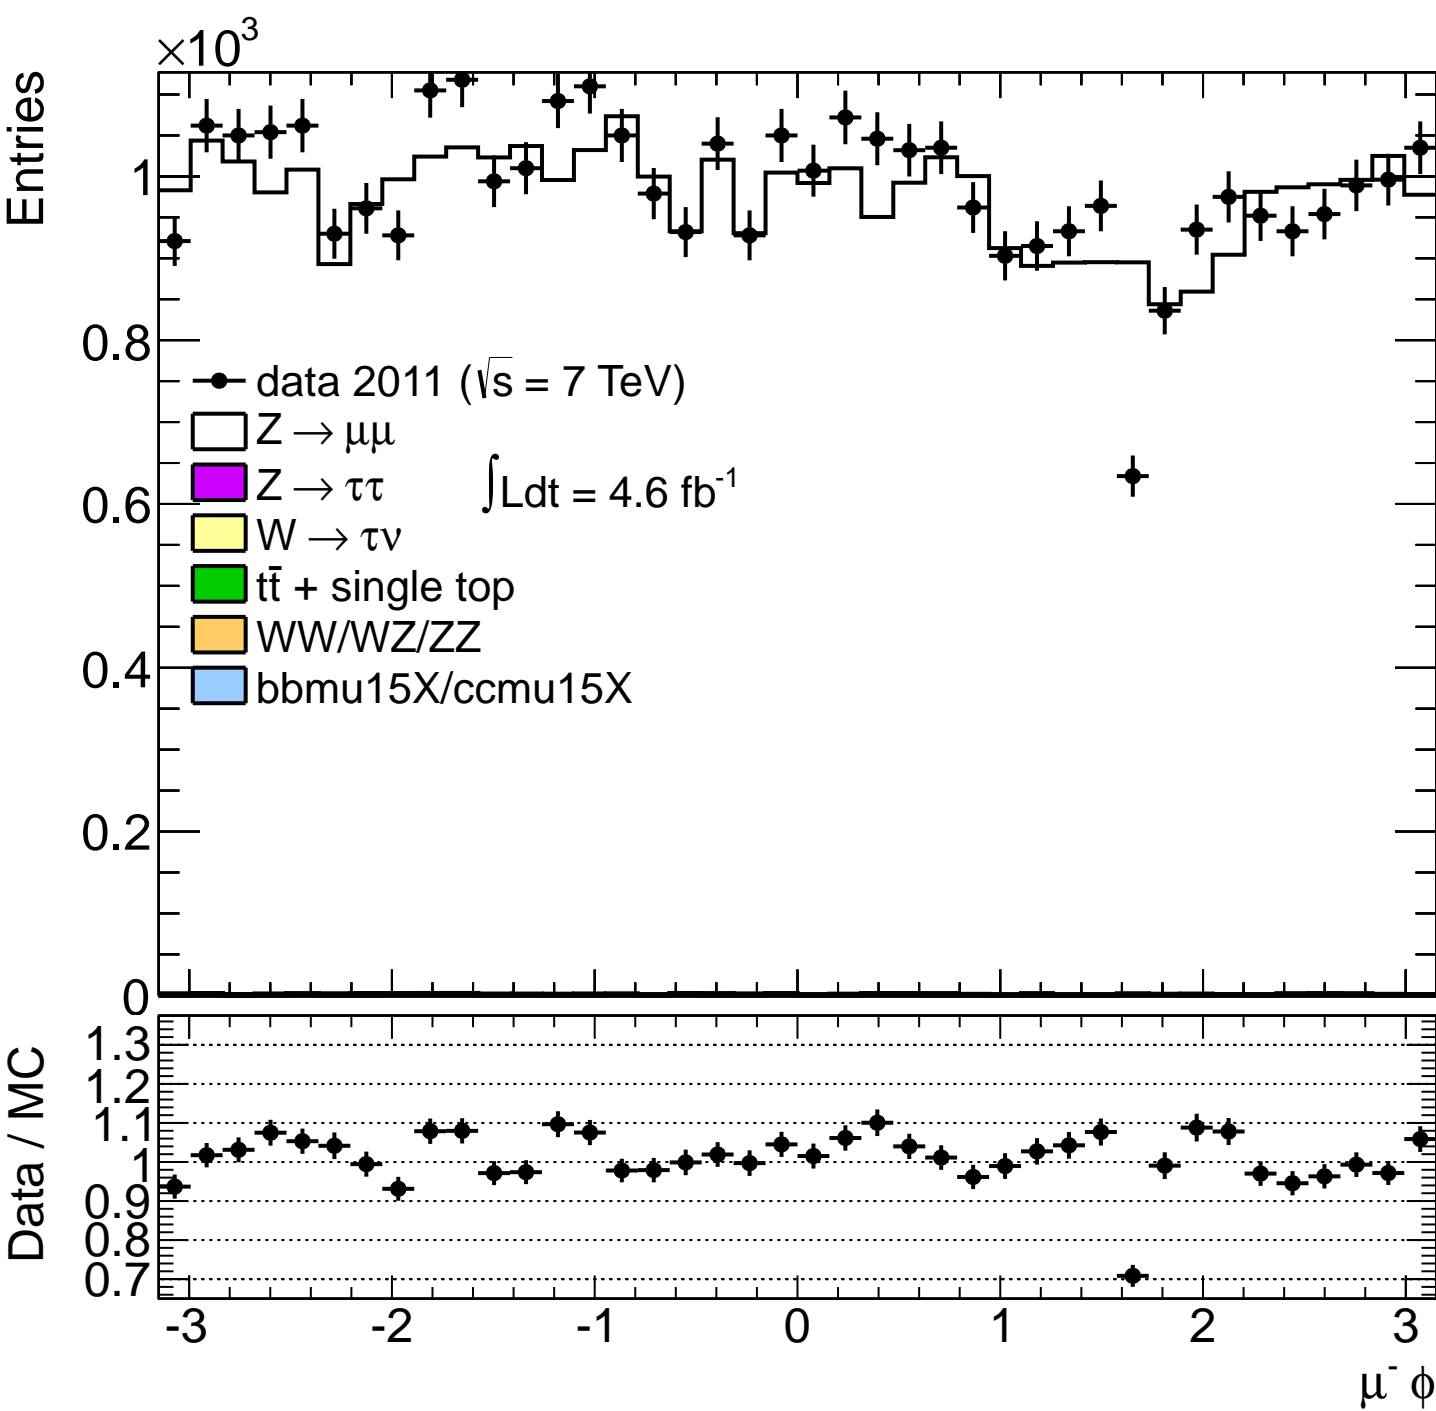 ×10³
Entries
1
0.8
0.6
0.4
0.2
0
data 2011 (√s = 7 TeV)
Z → μμ
Z → ττ
∫Ldt = 4.6 fb⁻¹
W → τν
tt̄ + single top
WW/WZ/ZZ
bbmu15X/ccmu15X
Data / MC
1.3
1.2
1.1
1
0.9
0.8
0.7
-3 -2 -1 0 1 2 3
μ⁻ ϕ